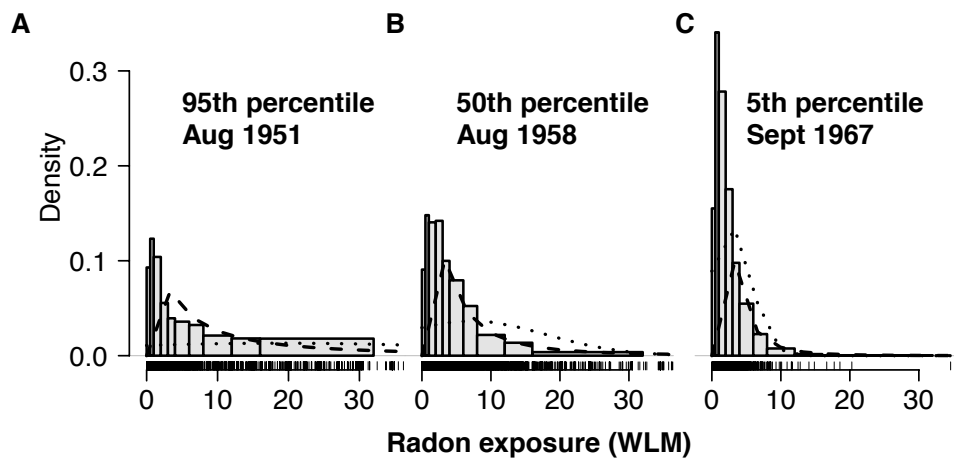 A B C
95th percentile
Aug 1951
50th percentile
Aug 1958
5th percentile
Sept 1967
Density
0.3
0.2
0.1
0.0
0 10 20 30
0 10 20 30
0 10 20 30
Radon exposure (WLM)